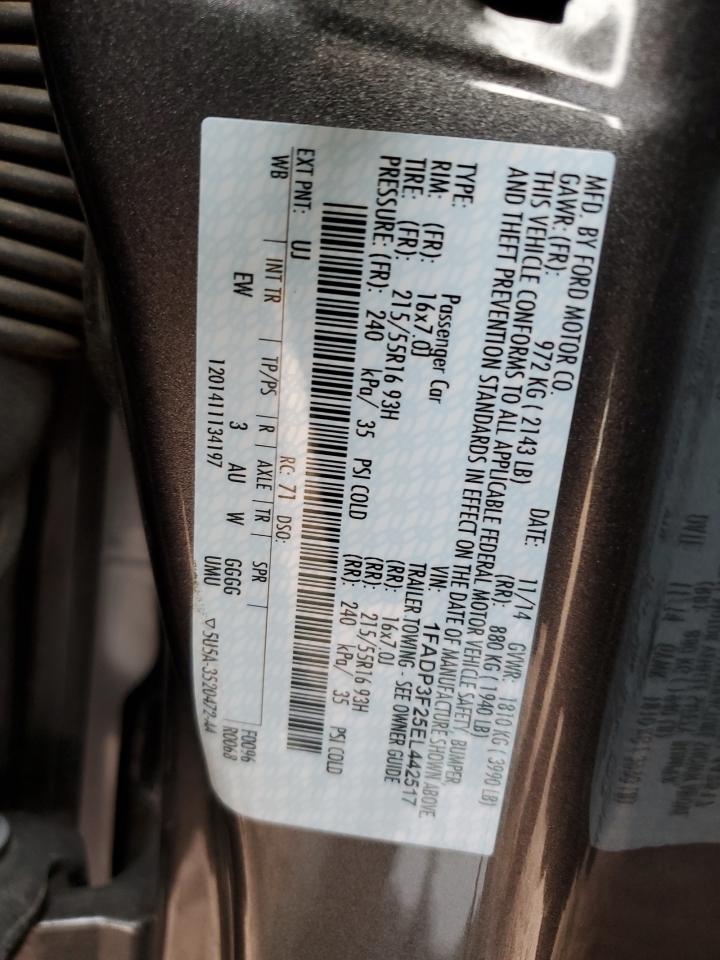 MFD. BY FORD MOTOR CO.
DATE: 11/14 GVWR: 1810 KG ( 3990 LB)
GAWR: (FR): 972 KG ( 2143 LB) (RR): 880 KG ( 1940 LB)
THIS VEHICLE CONFORMS TO ALL APPLICABLE FEDERAL MOTOR VEHICLE SAFETY, BUMPER,
AND THEFT PREVENTION STANDARDS IN EFFECT ON THE DATE OF MANUFACTURE SHOWN ABOVE
VIN: 1FADP3F25EL442517
TYPE: Passenger Car TRAILER TOWING - SEE OWNER GUIDE
RIM: (FR): 16x7.0J (RR): 16x7.0J
TIRE: (FR): 215/55R16 93H (RR): 215/55R16 93H
PRESSURE: (FR): 240 kPa/ 35 PSI COLD (RR): 240 kPa/ 35 PSI COLD
EXT PNT: UJ RC: 71 DSO: F0096
WB INT TR TP/PS R AXLE TR SPR R0068
EW 3 AU W GGGG
1201411134197 UMU ▽5U5A-3520472-AA